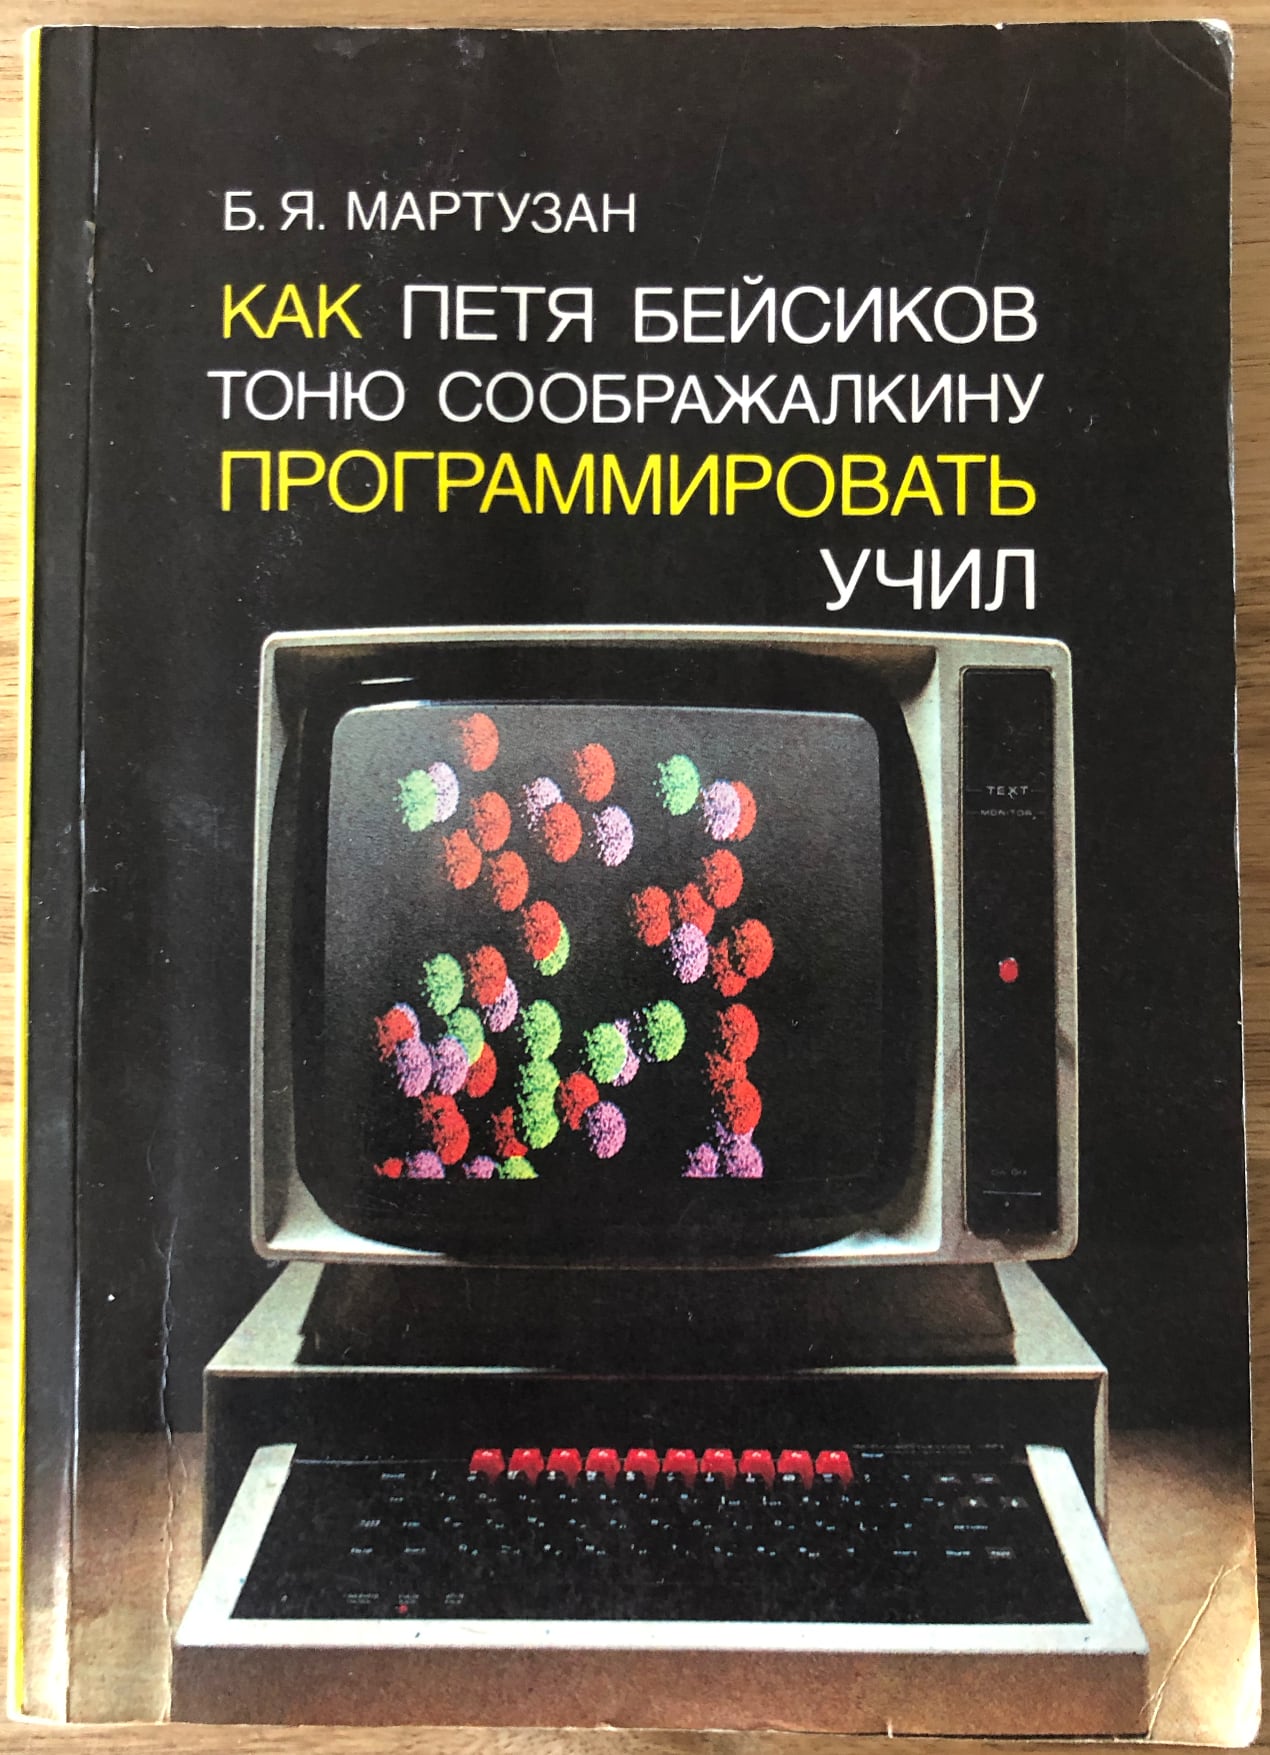 Б. Я. МАРТУЗАН
КАК ПЕТЯ БЕЙСИКОВ
ТОНЮ СООБРАЖАЛКИНУ
ПРОГРАММИРОВАТЬ
УЧИЛ
TEXT
MONITOR